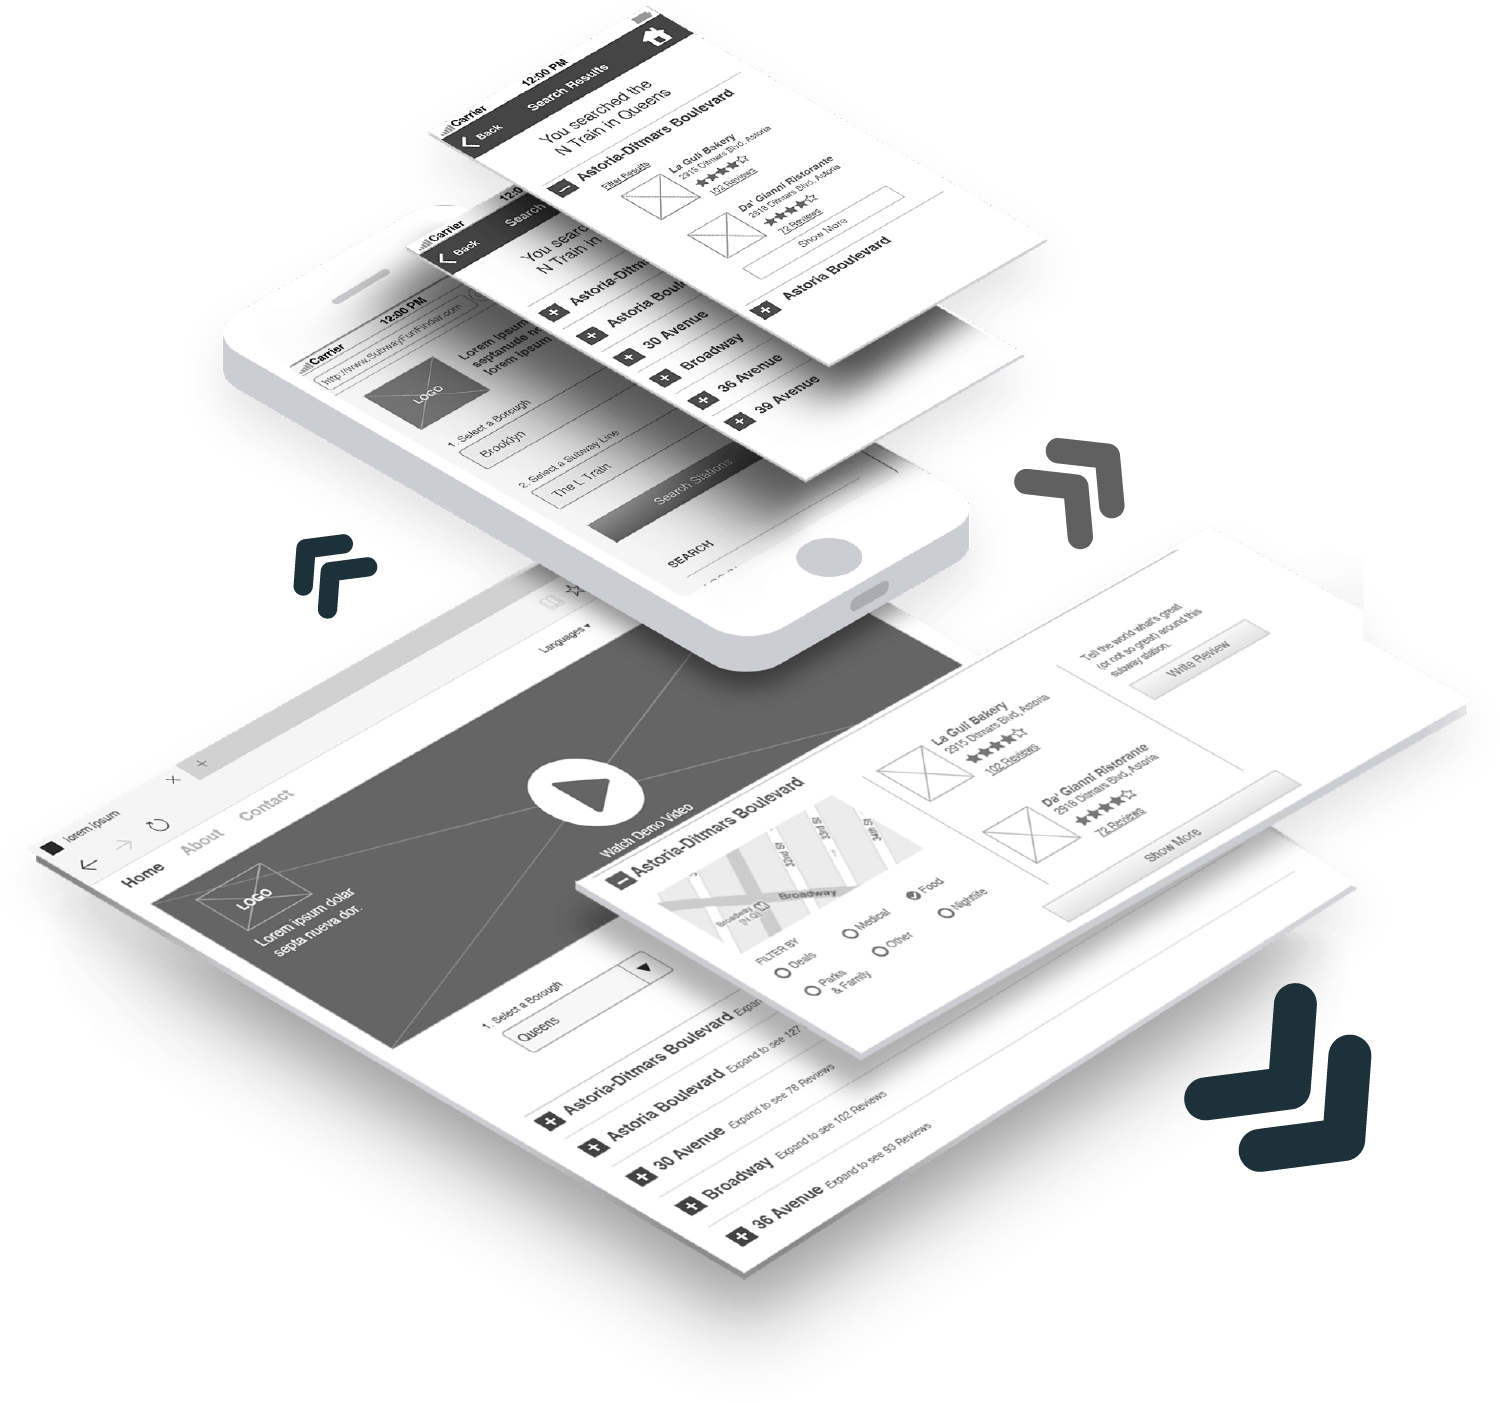 Carrier
12:00 PM
Back
Search Results
You searched the
N Train in Queens
Astoria-Ditmars Boulevard
Filter Results
La Guli Bakery
2915 Ditmars Blvd, Astoria
102 Reviews
Da' Gianni Ristorante
2918 Ditmars Blvd, Astoria
72 Reviews
Show More
Astoria Boulevard
Carrier
12:0
Back
Search
You searc
N Train in
Astoria-Ditm
Astoria Boul
30 Avenue
Broadway
36 Avenue
39 Avenue
Carrier
12:00 PM
http://www.SubwayFunFinder.com
LOGO
Lorem ipsum
septanude no
lorem ipsum
1. Select a Borough
Brooklyn
2. Select a Subway Line
The L Train
Search Stations
SEARCH
lorem ipsum
Languages
Home
About
Contact
LOGO
Lorem ipsum dolar
septa nueva dor.
Watch Demo Video
1. Select a Borough
Queens
Astoria-Ditmars Boulevard Expan
Astoria Boulevard Expand to see 127
30 Avenue Expand to see 78 Reviews
Broadway Expand to see 102 Reviews
36 Avenue Expand to see 93 Reviews
Astoria-Ditmars Boulevard
32nd St
33rd St
34th St
Broadway
Broadway
[N Q]
M
FILTER BY
Deals
Medical
Food
Parks
& Family
Other
Nightlife
La Guli Bakery
2915 Ditmars Blvd, Astoria
102 Reviews
Da' Gianni Ristorante
2918 Ditmars Blvd, Astoria
72 Reviews
Show More
Tell the world what's great
(or not so great) around this
subway station.
Write Review